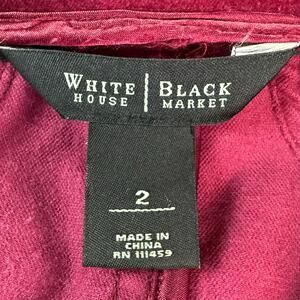 WHITE | BLACK
HOUSE | MARKET
2
MADE IN
CHINA
RN 111459